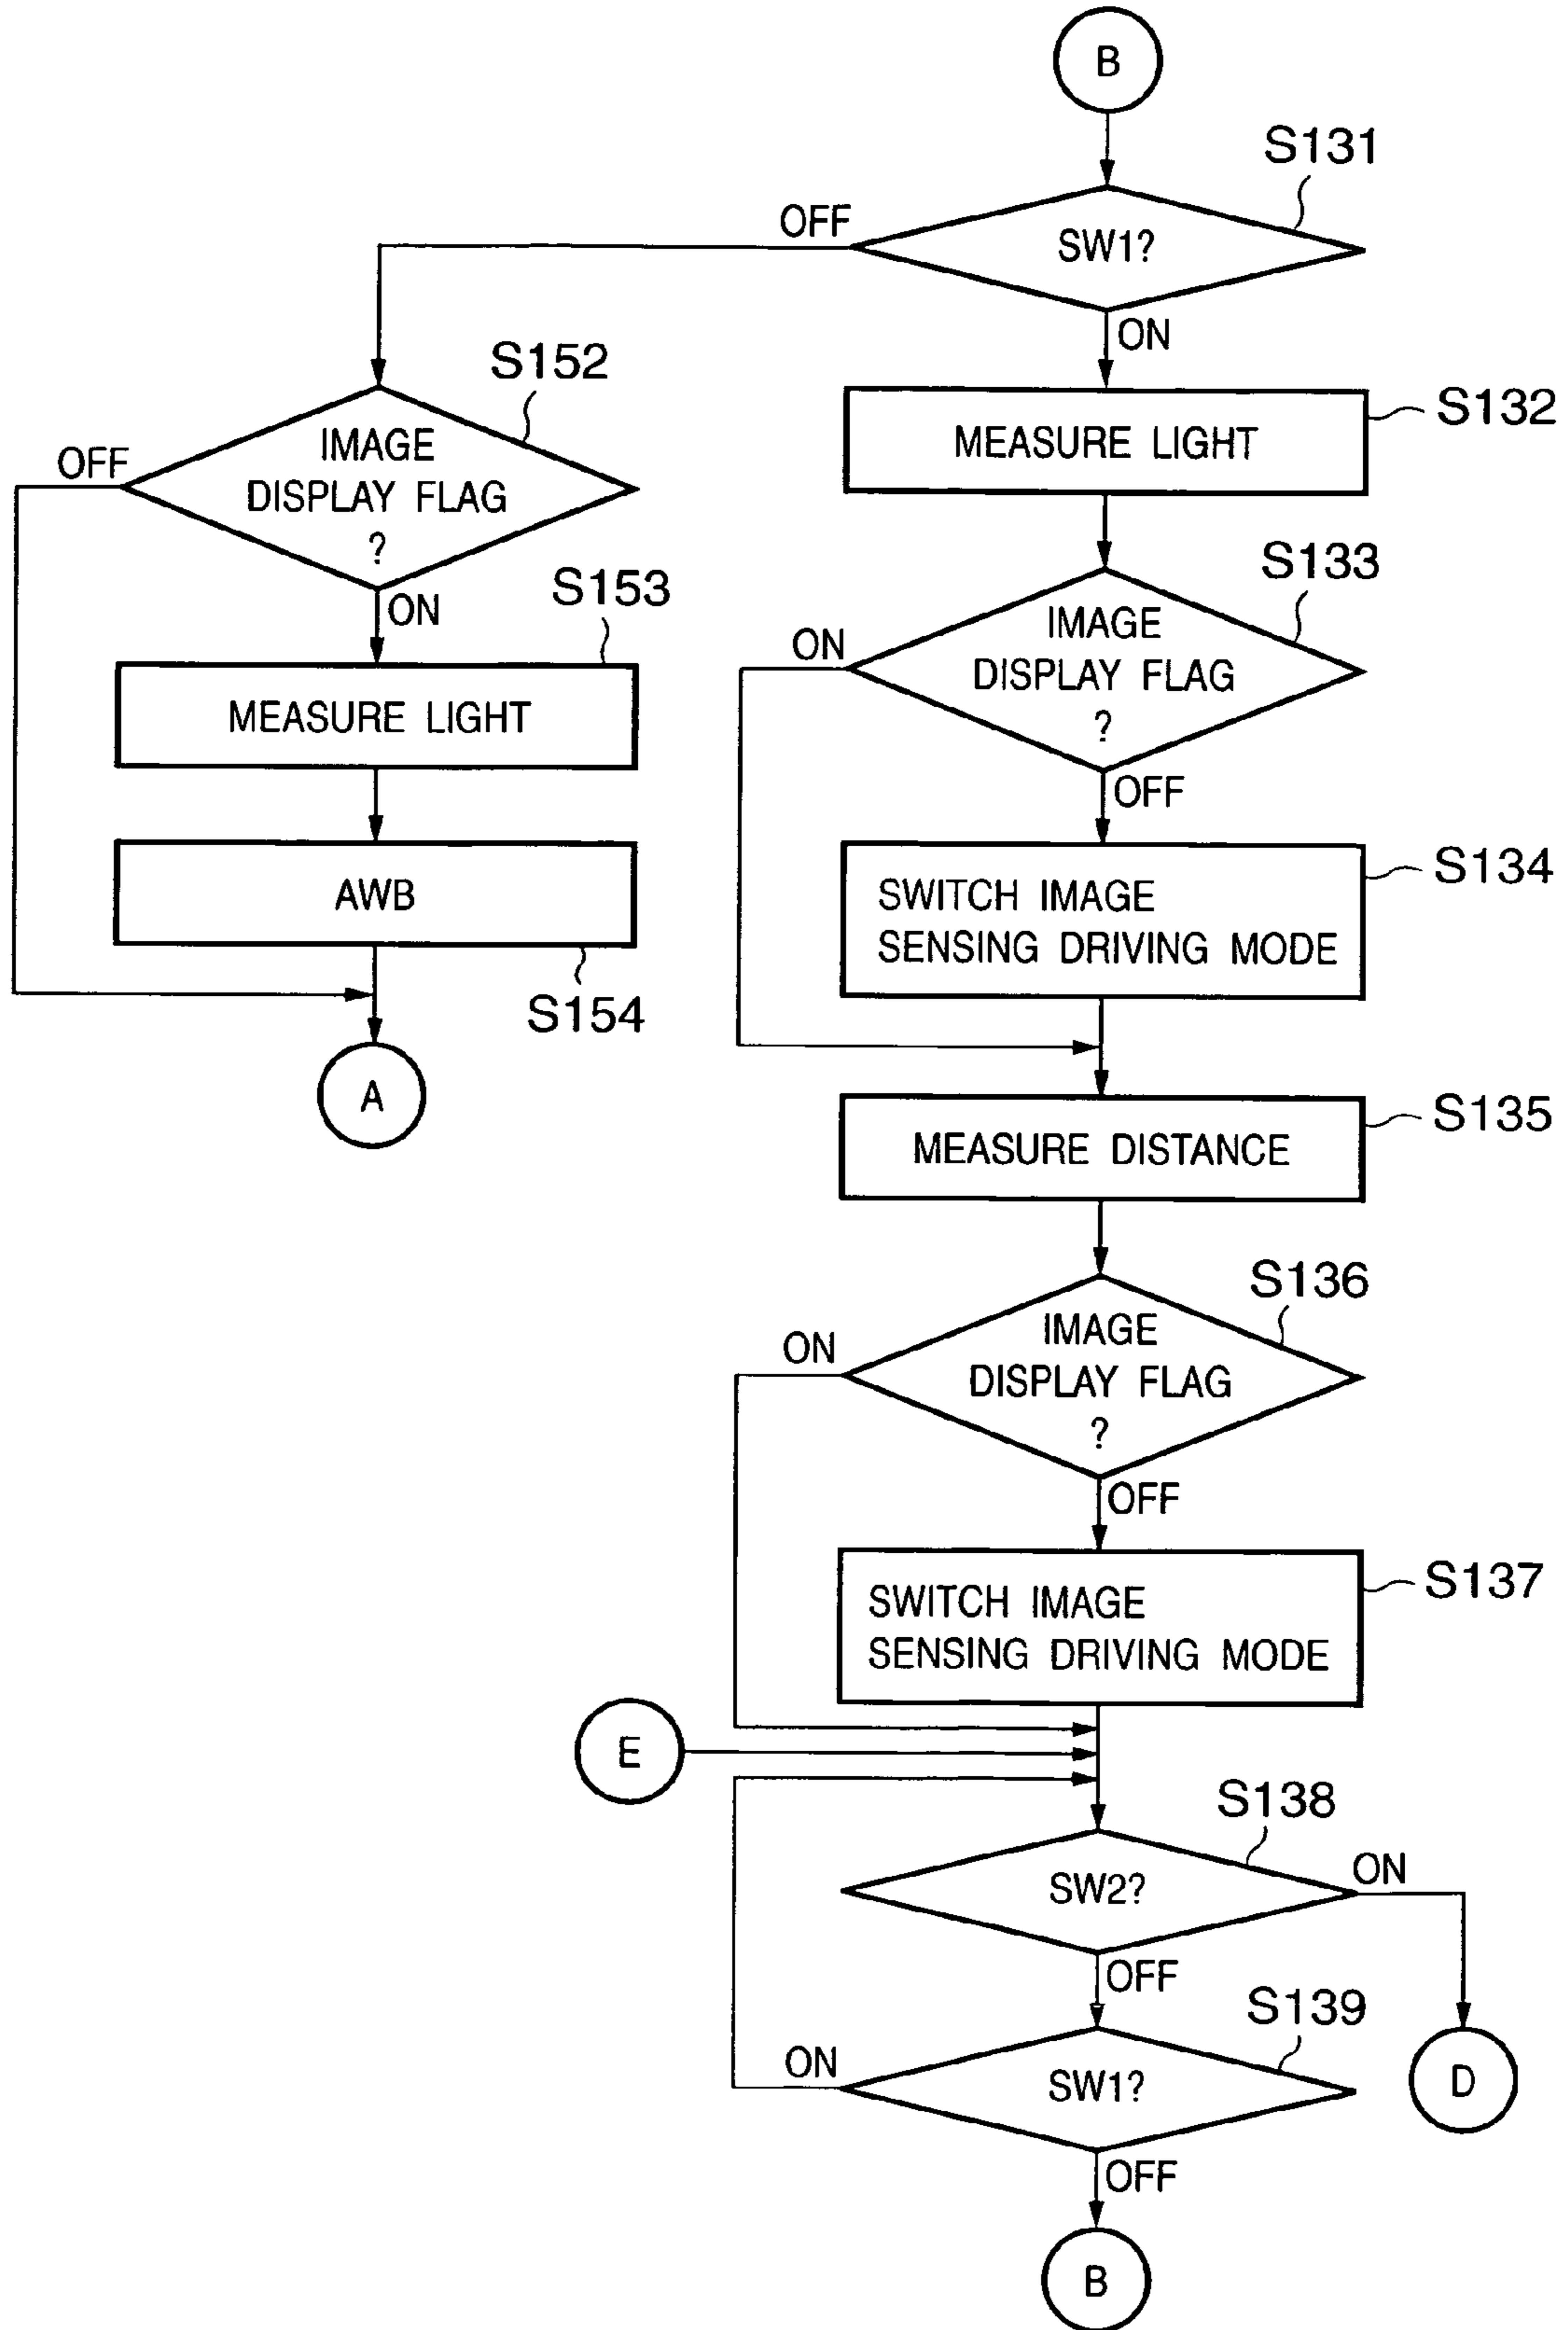 B
S131
SW1?
OFF
ON
S132
MEASURE LIGHT
S152
IMAGE
DISPLAY FLAG
?
OFF
ON
S133
IMAGE
DISPLAY FLAG
?
ON
OFF
S153
MEASURE LIGHT
AWB
S154
A
S134
SWITCH IMAGE
SENSING DRIVING MODE
S135
MEASURE DISTANCE
S136
IMAGE
DISPLAY FLAG
?
ON
OFF
S137
SWITCH IMAGE
SENSING DRIVING MODE
E
S138
SW2?
ON
OFF
S139
SW1?
ON
D
OFF
B